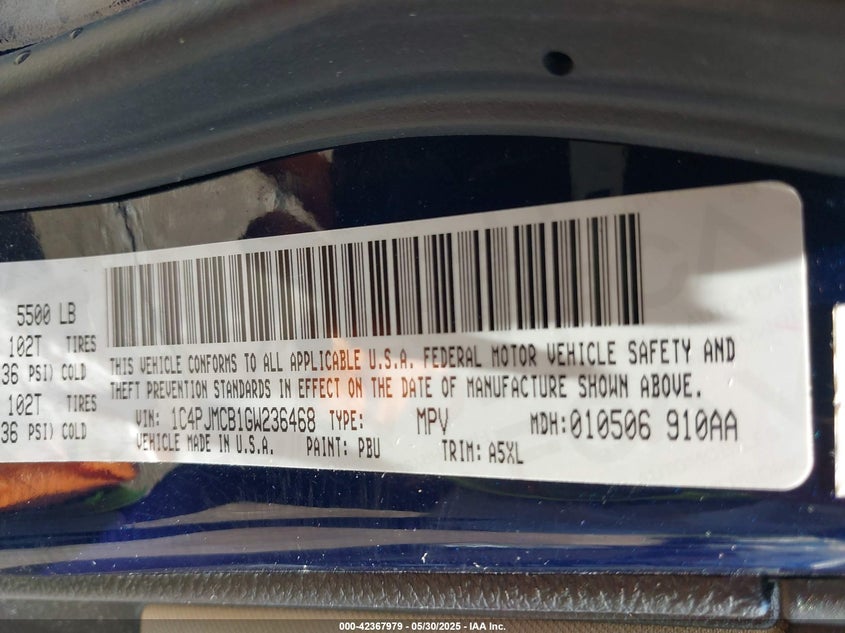 5500 LB
102T TIRES
36 PSI) COLD
102T TIRES
36 PSI) COLD
THIS VEHICLE CONFORMS TO ALL APPLICABLE U.S.A. FEDERAL MOTOR VEHICLE SAFETY AND
THEFT PREVENTION STANDARDS IN EFFECT ON THE DATE OF MANUFACTURE SHOWN ABOVE.
VIN: 1C4PJMCB1GW236468 TYPE: MPV MDH:010506 910AA
VEHICLE MADE IN U.S.A. PAINT: PBU TRIM: A5XL
000-42367979 - 05/30/2025 - IAA Inc.